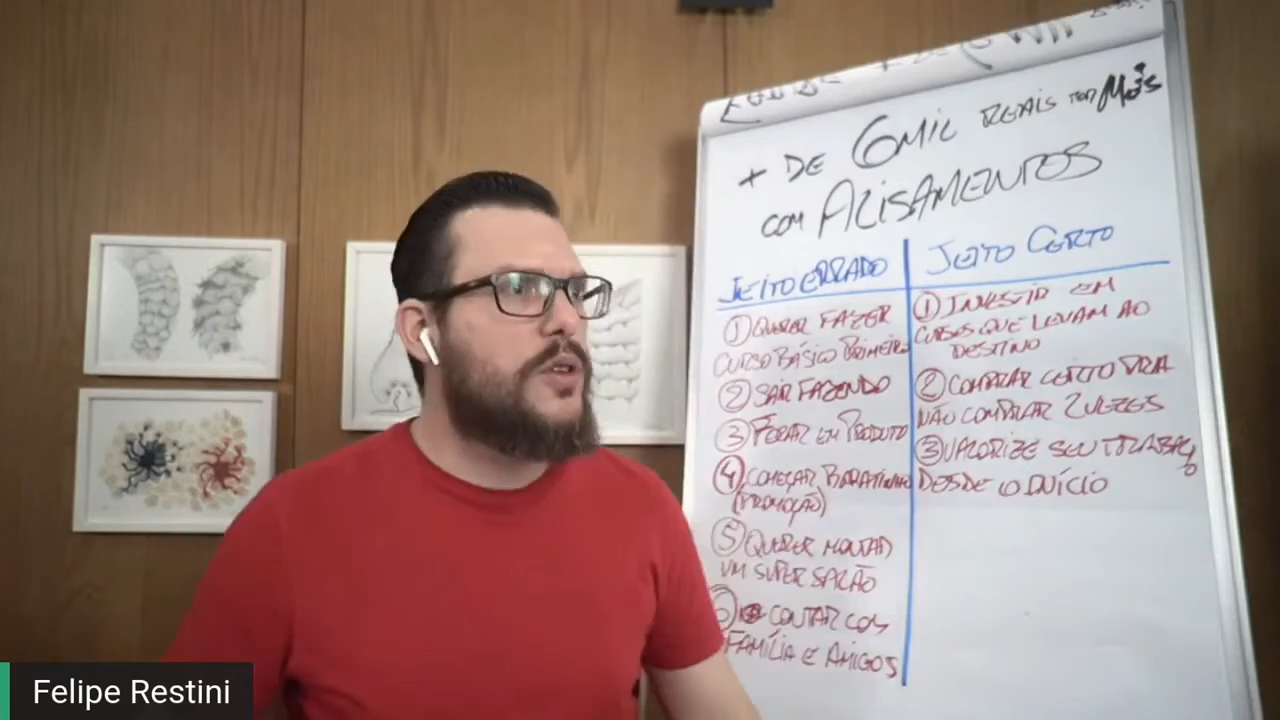 + DE 6MIL REAIS POR MÊS
COM ALISAMENTOS
JEITO ERRADO
① QUERER FAZER
CURSO BÁSICO PRIMEIRO
② SAIR FAZENDO
③ FOCAR EM PRODUTO
④ COMEÇAR BARATINHO
(PROMOÇÃO)
⑤ QUERER MONTAR
UM SUPER SALÃO
⑥ CONTAR COM
FAMÍLIA E AMIGOS
JEITO CERTO
① INVESTIR EM
CURSOS QUE LEVAM AO
DESTINO
② COMPRAR CERTO PRA
NÃO COMPRAR 2 VEZES
③ VALORIZE SEU TRABALHO
DESDE O INÍCIO
Felipe Restini